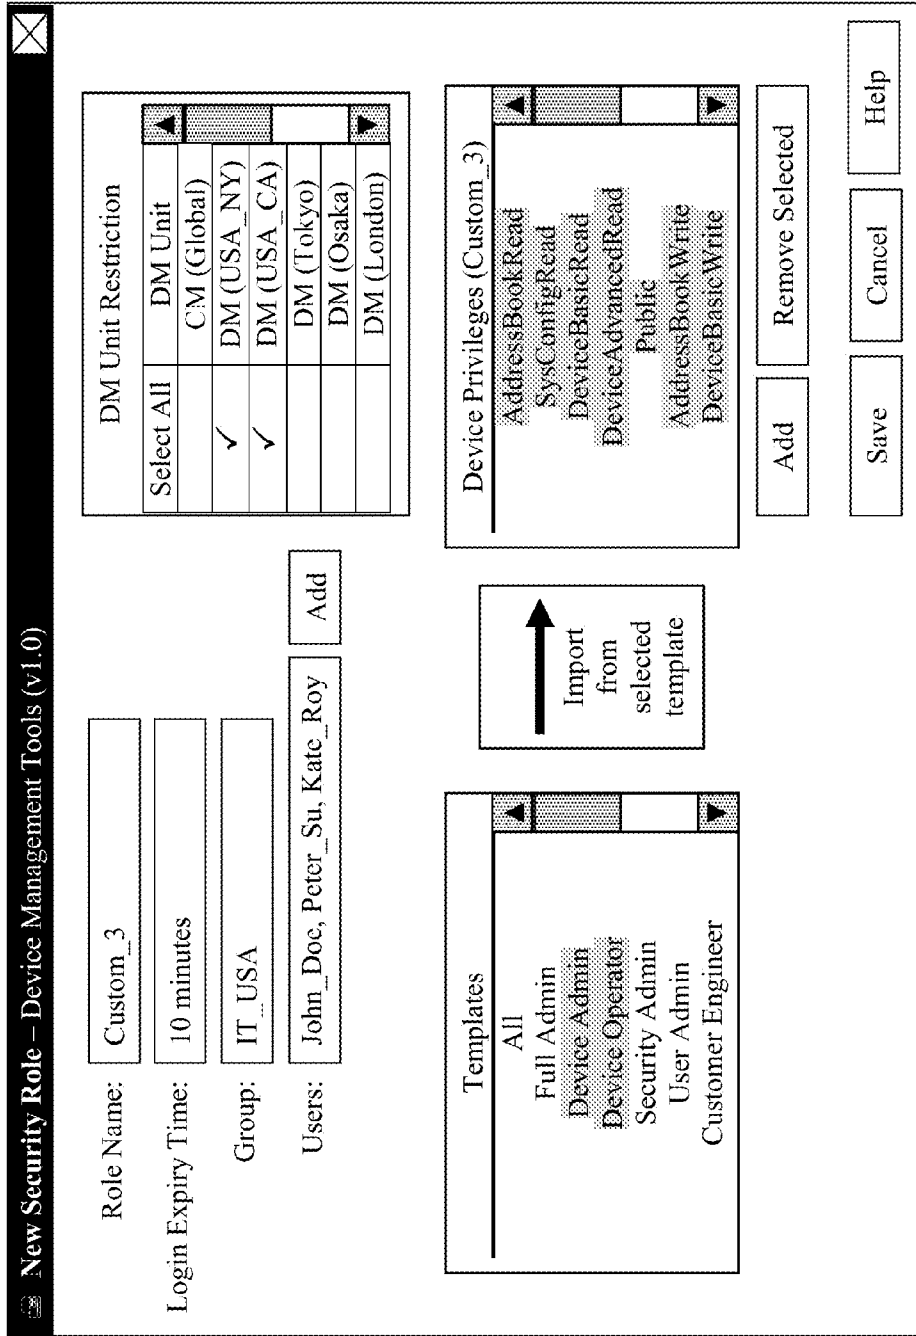 New Security Role – Device Management Tools (v1.0)
Role Name: Custom_3
Login Expiry Time: 10 minutes
Group: IT_USA
Users: John_Doe, Peter_Su, Kate_Roy Add
DM Unit Restriction
Select All DM Unit
CM (Global)
✓ DM (USA_NY)
✓ DM (USA_CA)
DM (Tokyo)
DM (Osaka)
DM (London)
Templates
All
Full Admin
Device Admin
Device Operator
Security Admin
User Admin
Customer Engineer
Import
from
selected
template
Device Privileges (Custom_3)
AddressBookRead
SysConfigRead
DeviceBasicRead
DeviceAdvancedRead
Public
AddressBookWrite
DeviceBasicWrite
Add Remove Selected
Save Cancel Help